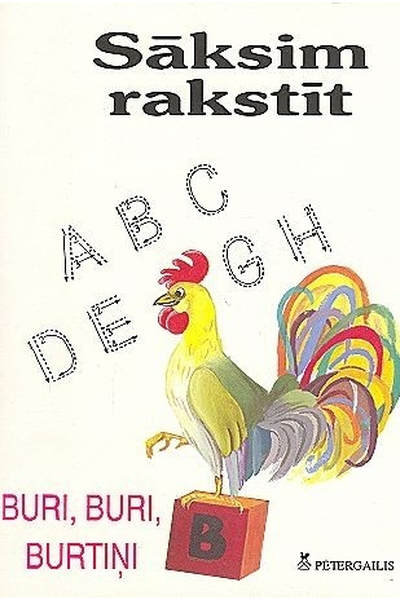 Sāksim
rakstīt
A B C
D E G H
BURI, BURI,
BURTIŅI
B
PĒTERGAILIS